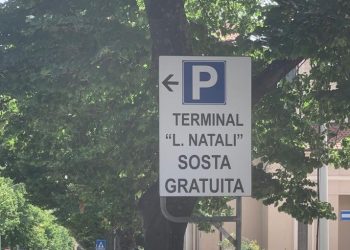 ← P
TERMINAL
“L. NATALI”
SOSTA
GRATUITA